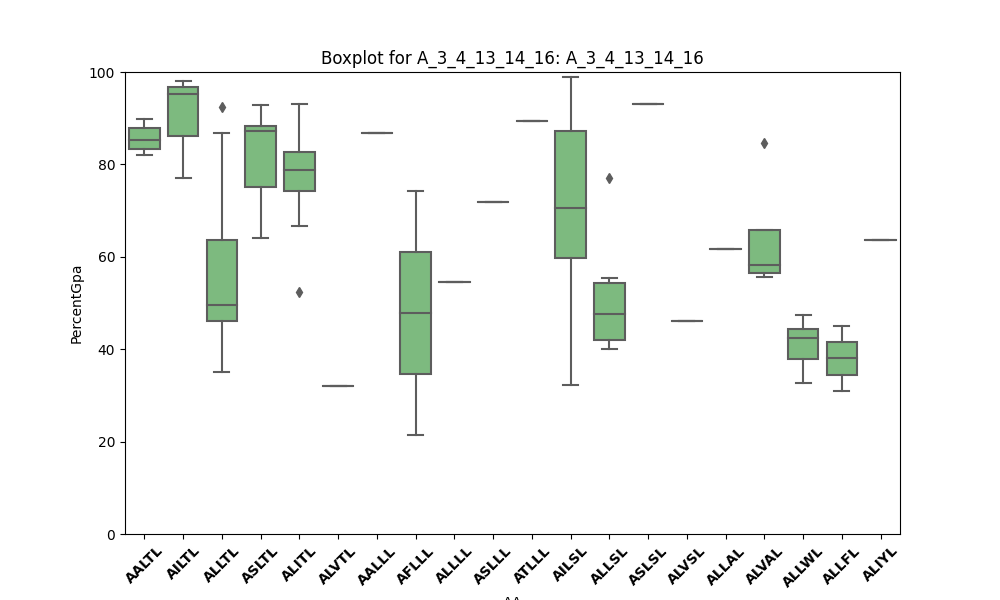 Boxplot for A_3_4_13_14_16: A_3_4_13_14_16
100
80
60
40
20
0
PercentGpa
AALTL AILTL ALLTL ASLTL ALITL ALVTL AALLL AFLLL ALLLL ASLLL ATLLL AILSL ALLSL ASLSL ALVSL ALLAL ALVAL ALLWL ALLFL ALIYL
AA